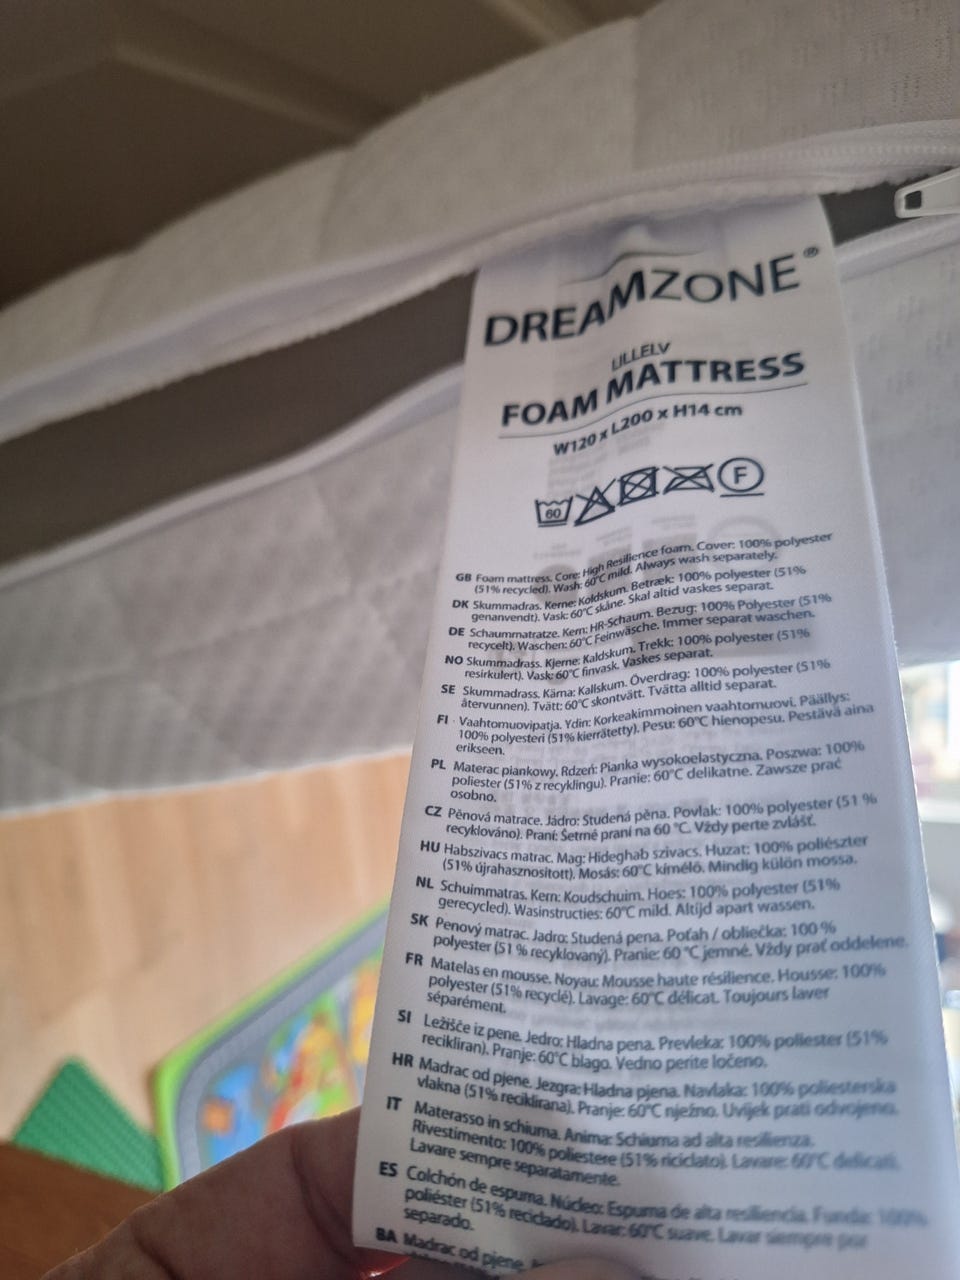 DREAMZONE®
LILLELV
FOAM MATTRESS
W120 x L200 x H14 cm
60 F
GB Foam mattress. Core: High Resilience foam. Cover: 100% polyester
(51% recycled). Wash: 60°C mild. Always wash separately.
DK Skummadras. Kerne: Koldskum. Betræk: 100% polyester (51%
genanvendt). Vask: 60°C skåne. Skal altid vaskes separat.
DE Schaummatratze. Kern: HR-Schaum. Bezug: 100% Polyester (51%
recycelt). Waschen: 60°C Feinwäsche. Immer separat waschen.
NO Skummadrass. Kjerne: Kaldskum. Trekk: 100% polyester (51%
resirkulert). Vask: 60°C finvask. Vaskes separat.
SE Skummadrass. Kärna: Kallskum. Överdrag: 100% polyester (51%
återvunnen). Tvätt: 60°C skontvätt. Tvätta alltid separat.
FI Vaahtomuovipatja. Ydin: Korkeakimmoinen vaahtomuovi. Päällys:
100% polyesteri (51% kierrätetty). Pesu: 60°C hienopesu. Pestävä aina
erikseen.
PL Materac piankowy. Rdzeń: Pianka wysokoelastyczna. Poszwa: 100%
poliester (51% z recyklingu). Pranie: 60°C delikatne. Zawsze prać
osobno.
CZ Pěnová matrace. Jádro: Studená pěna. Povlak: 100% polyester (51 %
recyklováno). Praní: Šetrné praní na 60 °C. Vždy perte zvlášť.
HU Habszivacs matrac. Mag: Hideghab szivacs. Huzat: 100% poliészter
(51% újrahasznosított). Mosás: 60°C kímélő. Mindig külön mossa.
NL Schuimmatras. Kern: Koudschuim. Hoes: 100% polyester (51%
gerecycled). Wasinstructies: 60°C mild. Altijd apart wassen.
SK Penový matrac. Jadro: Studená pena. Poťah / obliečka: 100 %
polyester (51 % recyklovaný). Pranie: 60 °C jemné. Vždy prať oddelene.
FR Matelas en mousse. Noyau: Mousse haute résilience. Housse: 100%
polyester (51% recyclé). Lavage: 60°C délicat. Toujours laver
séparément.
SI Ležišče iz pene. Jedro: Hladna pena. Prevleka: 100% poliester (51%
recikliran). Pranje: 60°C blago. Vedno perite ločeno.
HR Madrac od pjene. Jezgra: Hladna pjena. Navlaka: 100% poliesterska
vlakna (51% reciklirana). Pranje: 60°C nježno. Uvijek prati odvojeno.
IT Materasso in schiuma. Anima: Schiuma ad alta resilienza.
Rivestimento: 100% poliestere (51% riciclato). Lavare: 60°C delicati.
Lavare sempre separatamente.
ES Colchón de espuma. Núcleo: Espuma de alta resiliencia. Funda: 100%
poliéster (51% reciclado). Lavar: 60°C suave. Lavar siempre por
separado.
BA Madrac od pjene.